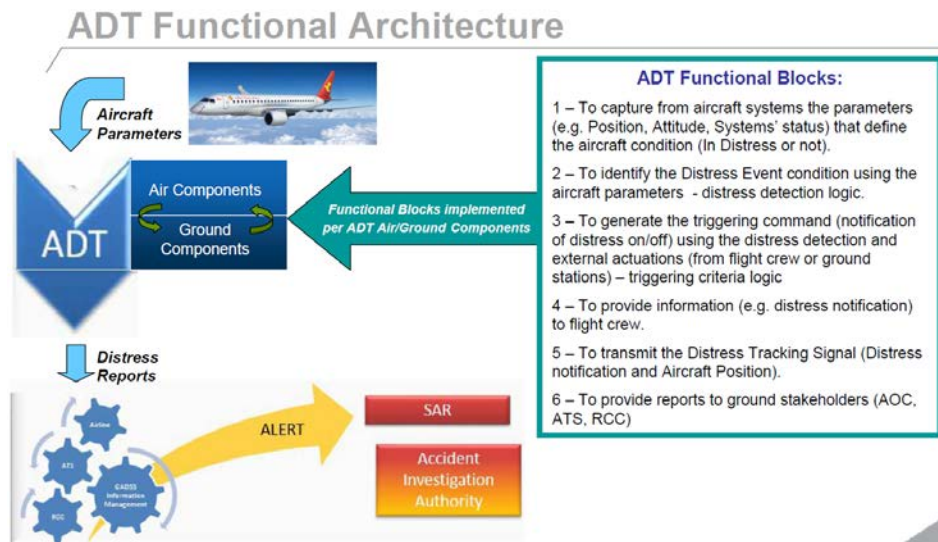 ADT Functional Architecture
Aircraft
Parameters
ADT
Air Components
Ground
Components
Functional Blocks implemented
per ADT Air/Ground Components
ADT Functional Blocks:
1 – To capture from aircraft systems the parameters
(e.g. Position, Attitude, Systems' status) that define
the aircraft condition (In Distress or not).
2 – To identify the Distress Event condition using the
aircraft parameters - distress detection logic.
3 – To generate the triggering command (notification
of distress on/off) using the distress detection and
external actuations (from flight crew or ground
stations) – triggering criteria logic
4 – To provide information (e.g. distress notification)
to flight crew.
5 – To transmit the Distress Tracking Signal (Distress
notification and Aircraft Position).
6 – To provide reports to ground stakeholders (AOC,
ATS, RCC)
Distress
Reports
Airline
ATS
RCC
GADSS
Information
Management
ALERT
SAR
Accident
Investigation
Authority